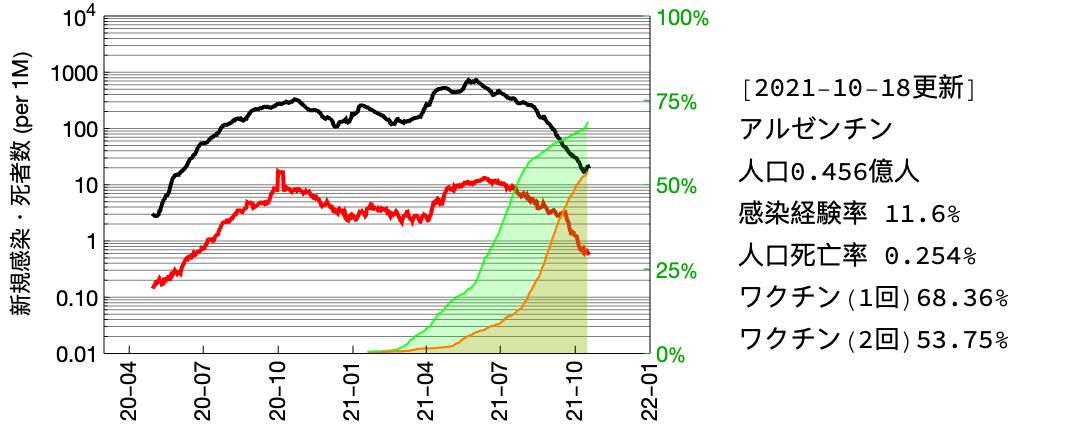 新規感染・死者数 (per 1M)
10⁴
1000
100
10
1
0.10
0.01
100%
75%
50%
25%
0%
20-04
20-07
20-10
21-01
21-04
21-07
21-10
22-01
[2021-10-18更新]
アルゼンチン
人口0.456億人
感染経験率 11.6%
人口死亡率 0.254%
ワクチン(1回)68.36%
ワクチン(2回)53.75%